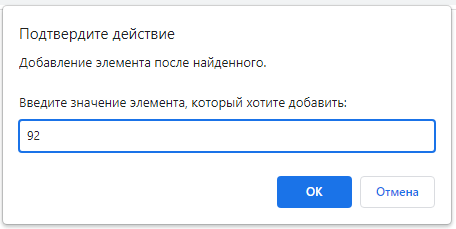 Подтвердите действие
Добавление элемента после найденного.
Введите значение элемента, который хотите добавить:
92
ОК
Отмена